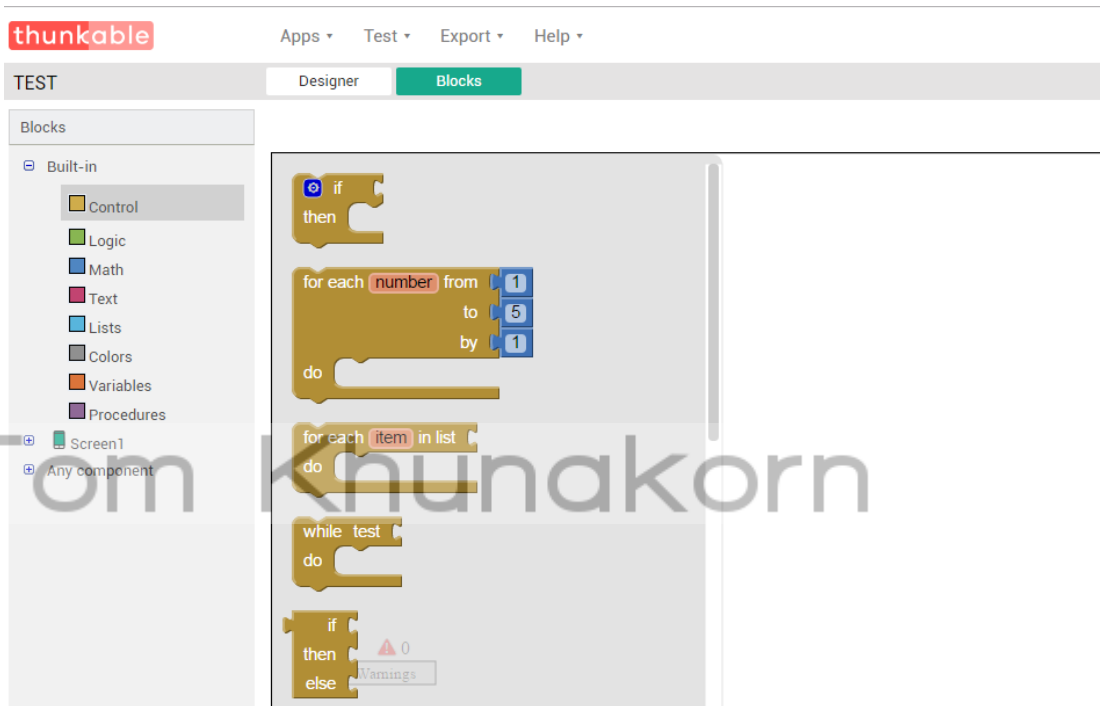 thunkable
Apps Test Export Help
TEST
Designer Blocks
Blocks
Built-in
Control
Logic
Math
Text
Lists
Colors
Variables
Procedures
Screen1
Any component
if
then
for each number from 1
to 5
by 1
do
for each item in list
do
while test
do
if
then
else
0
Warnings
Tom Khunakorn